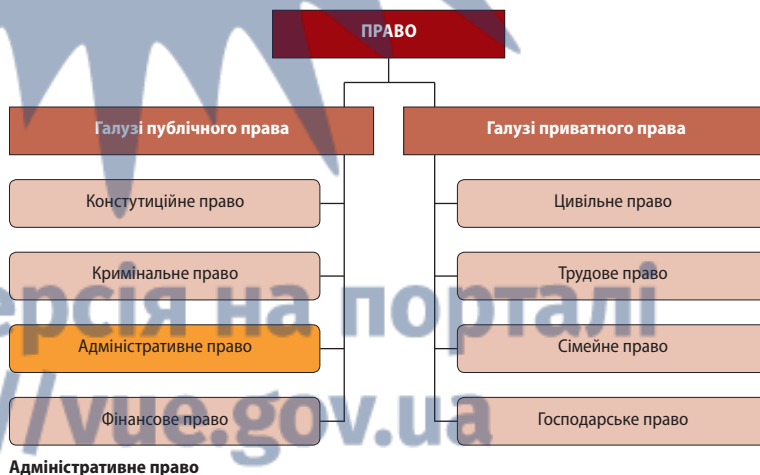 ПРАВО
Галузі публічного права
Галузі приватного права
Констутиційне право
Цивільне право
Кримінальне право
Трудове право
ерсія на порталі
Адміністративне право
Сімейне право
//vue.gov.ua
Фінансове право
Господарське право
Адміністративне право